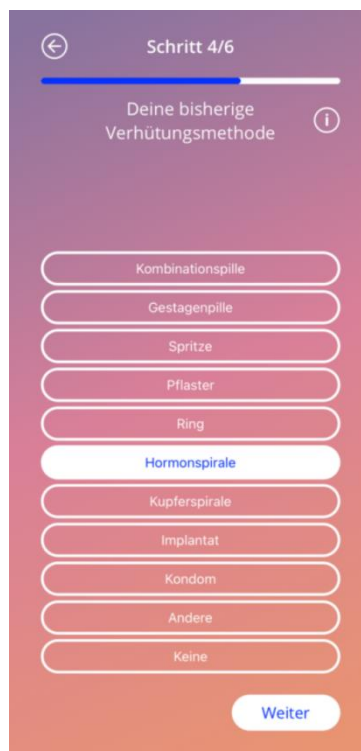 Schritt 4/6
Deine bisherige
Verhütungsmethode
i
Kombinationspille
Gestagenpille
Spritze
Pflaster
Ring
Hormonspirale
Kupferspirale
Implantat
Kondom
Andere
Keine
Weiter